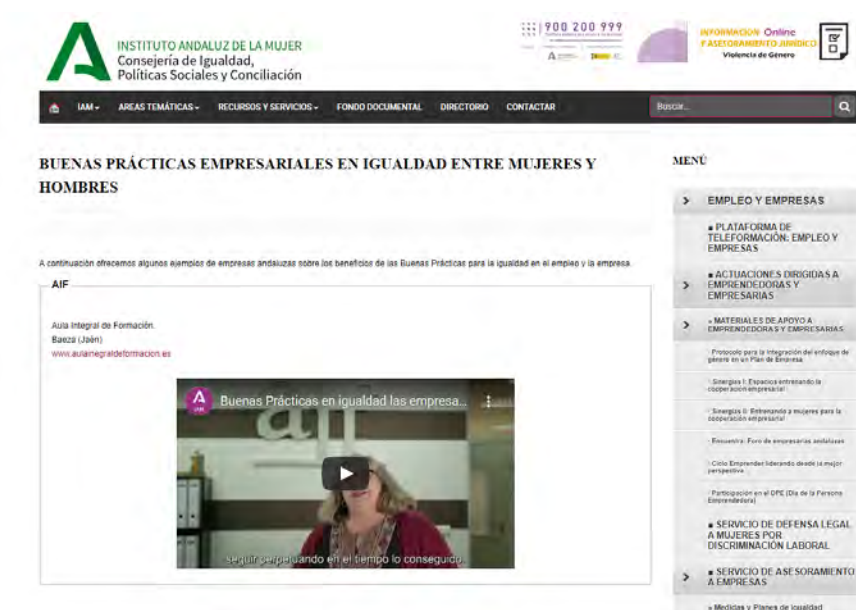 INSTITUTO ANDALUZ DE LA MUJER
Consejería de Igualdad,
Políticas Sociales y Conciliación
900 200 999
INFORMACIÓN Online
Y ASESORAMIENTO JURÍDICO
Violencia de Género
IAM
AREAS TEMÁTICAS
RECURSOS Y SERVICIOS
FONDO DOCUMENTAL
DIRECTORIO
CONTACTAR
Buscar...
BUENAS PRÁCTICAS EMPRESARIALES EN IGUALDAD ENTRE MUJERES Y
HOMBRES
A continuación ofrecemos algunos ejemplos de empresas andaluzas sobre los beneficios de las Buenas Prácticas para la igualdad en el empleo y la empresa.
AIF
Aula Integral de Formación.
Baeza (Jaén)
www.aulainegraldeformacion.es
IAM
Buenas Prácticas en igualdad las empresa...
aif
seguir perpetuando en el tiempo lo conseguido
MENÚ
EMPLEO Y EMPRESAS
■ PLATAFORMA DE
TELEFORMACIÓN: EMPLEO Y
EMPRESAS
■ ACTUACIONES DIRIGIDAS A
EMPRENDEDORAS Y
EMPRESARIAS
» MATERIALES DE APOYO A
EMPRENDEDORAS Y EMPRESARIAS
· Protocolo para la integración del enfoque de
género en un Plan de Empresa
· Sinergias I: Espacios entrenando la
cooperación empresarial
· Sinergias II: Entrenando a mujeres para la
cooperación empresarial
· Encuentra: Foro de empresarias andaluzas
· Ciclo Emprender liderando desde la mejor
perspectiva
· Participación en el DPE (Día de la Persona
Emprendedora)
■ SERVICIO DE DEFENSA LEGAL
A MUJERES POR
DISCRIMINACIÓN LABORAL
■ SERVICIO DE ASESORAMIENTO
A EMPRESAS
» Medidas y Planes de Igualdad